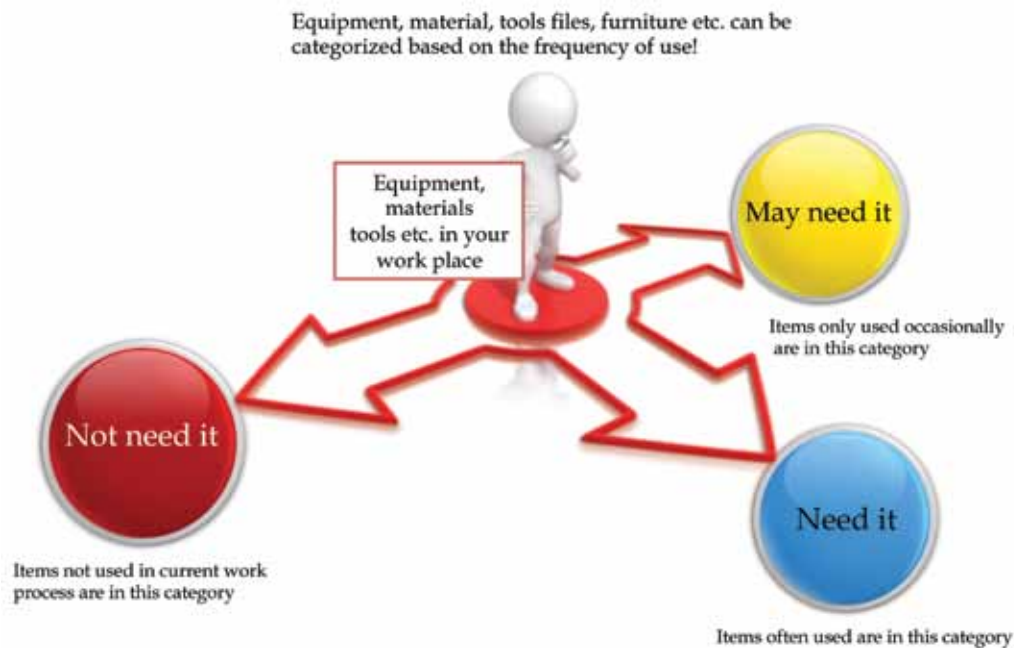 Equipment, material, tools files, furniture etc. can be
categorized based on the frequency of use!
Equipment,
materials
tools etc. in your
work place
May need it
Items only used occasionally
are in this category
Not need it
Items not used in current work
process are in this category
Need it
Items often used are in this category